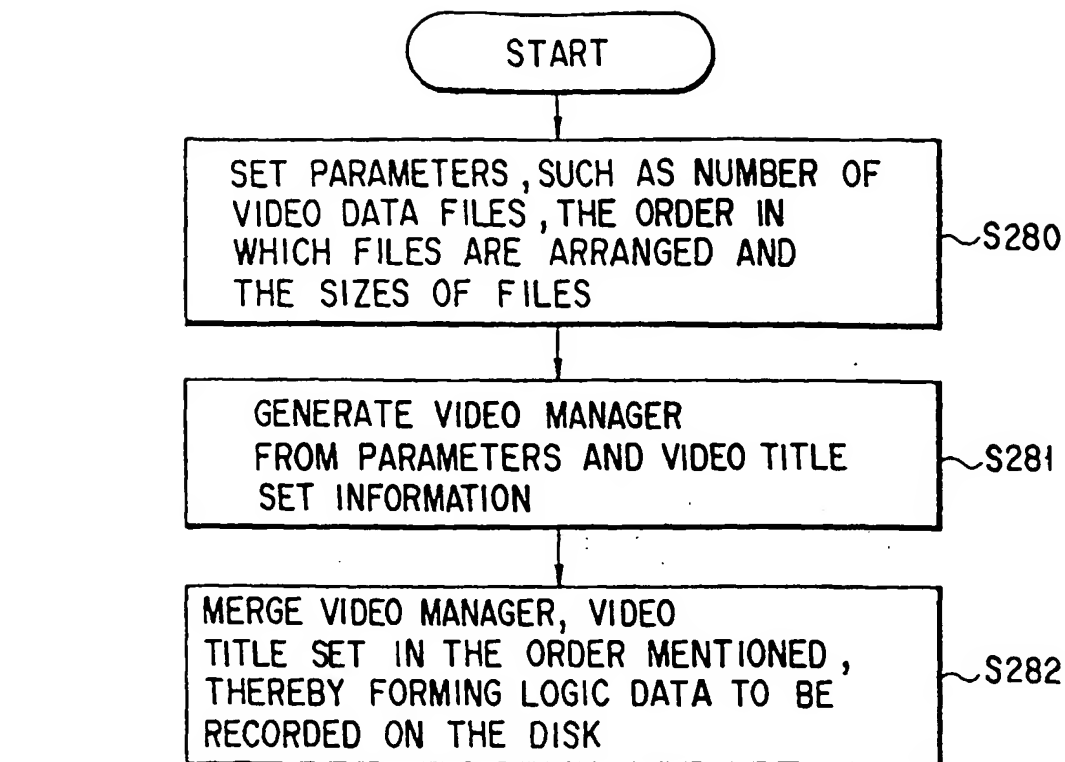 START
SET PARAMETERS, SUCH AS NUMBER OF
VIDEO DATA FILES, THE ORDER IN
WHICH FILES ARE ARRANGED AND
THE SIZES OF FILES
S280
GENERATE VIDEO MANAGER
FROM PARAMETERS AND VIDEO TITLE
SET INFORMATION
S281
MERGE VIDEO MANAGER, VIDEO
TITLE SET IN THE ORDER MENTIONED,
THEREBY FORMING LOGIC DATA TO BE
RECORDED ON THE DISK
S282